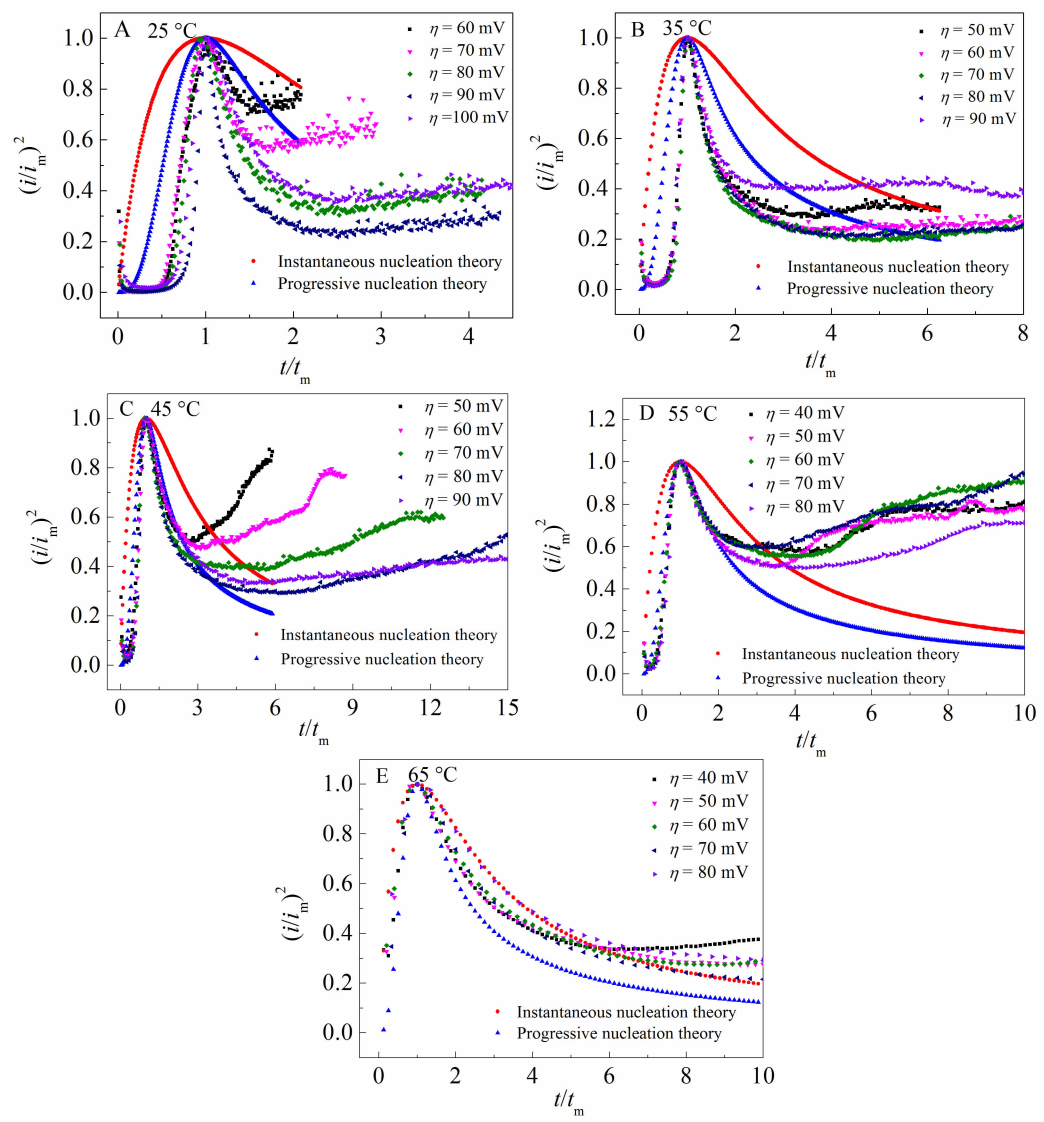 A 25 °C
η = 60 mV
η = 70 mV
η = 80 mV
η = 90 mV
η =100 mV
Instantaneous nucleation theory
Progressive nucleation theory
1.0
0.8
0.6
0.4
0.2
0.0
(i/iₘ)²
0 1 2 3 4
t/tₘ
B 35 °C
η = 50 mV
η = 60 mV
η = 70 mV
η = 80 mV
η = 90 mV
Instantaneous nucleation theory
Progressive nucleation theory
1.0
0.8
0.6
0.4
0.2
0.0
(i/iₘ)²
0 2 4 6 8
t/tₘ
C 45 °C
η = 50 mV
η = 60 mV
η = 70 mV
η = 80 mV
η = 90 mV
Instantaneous nucleation theory
Progressive nucleation theory
1.0
0.8
0.6
0.4
0.2
0.0
(i/iₘ)²
0 3 6 9 12 15
t/tₘ
D 55 °C
η = 40 mV
η = 50 mV
η = 60 mV
η = 70 mV
η = 80 mV
Instantaneous nucleation theory
Progressive nucleation theory
1.2
1.0
0.8
0.6
0.4
0.2
0.0
(i/iₘ)²
0 2 4 6 8 10
t/tₘ
E 65 °C
η = 40 mV
η = 50 mV
η = 60 mV
η = 70 mV
η = 80 mV
Instantaneous nucleation theory
Progressive nucleation theory
1.0
0.8
0.6
0.4
0.2
0.0
(i/iₘ)²
0 2 4 6 8 10
t/tₘ